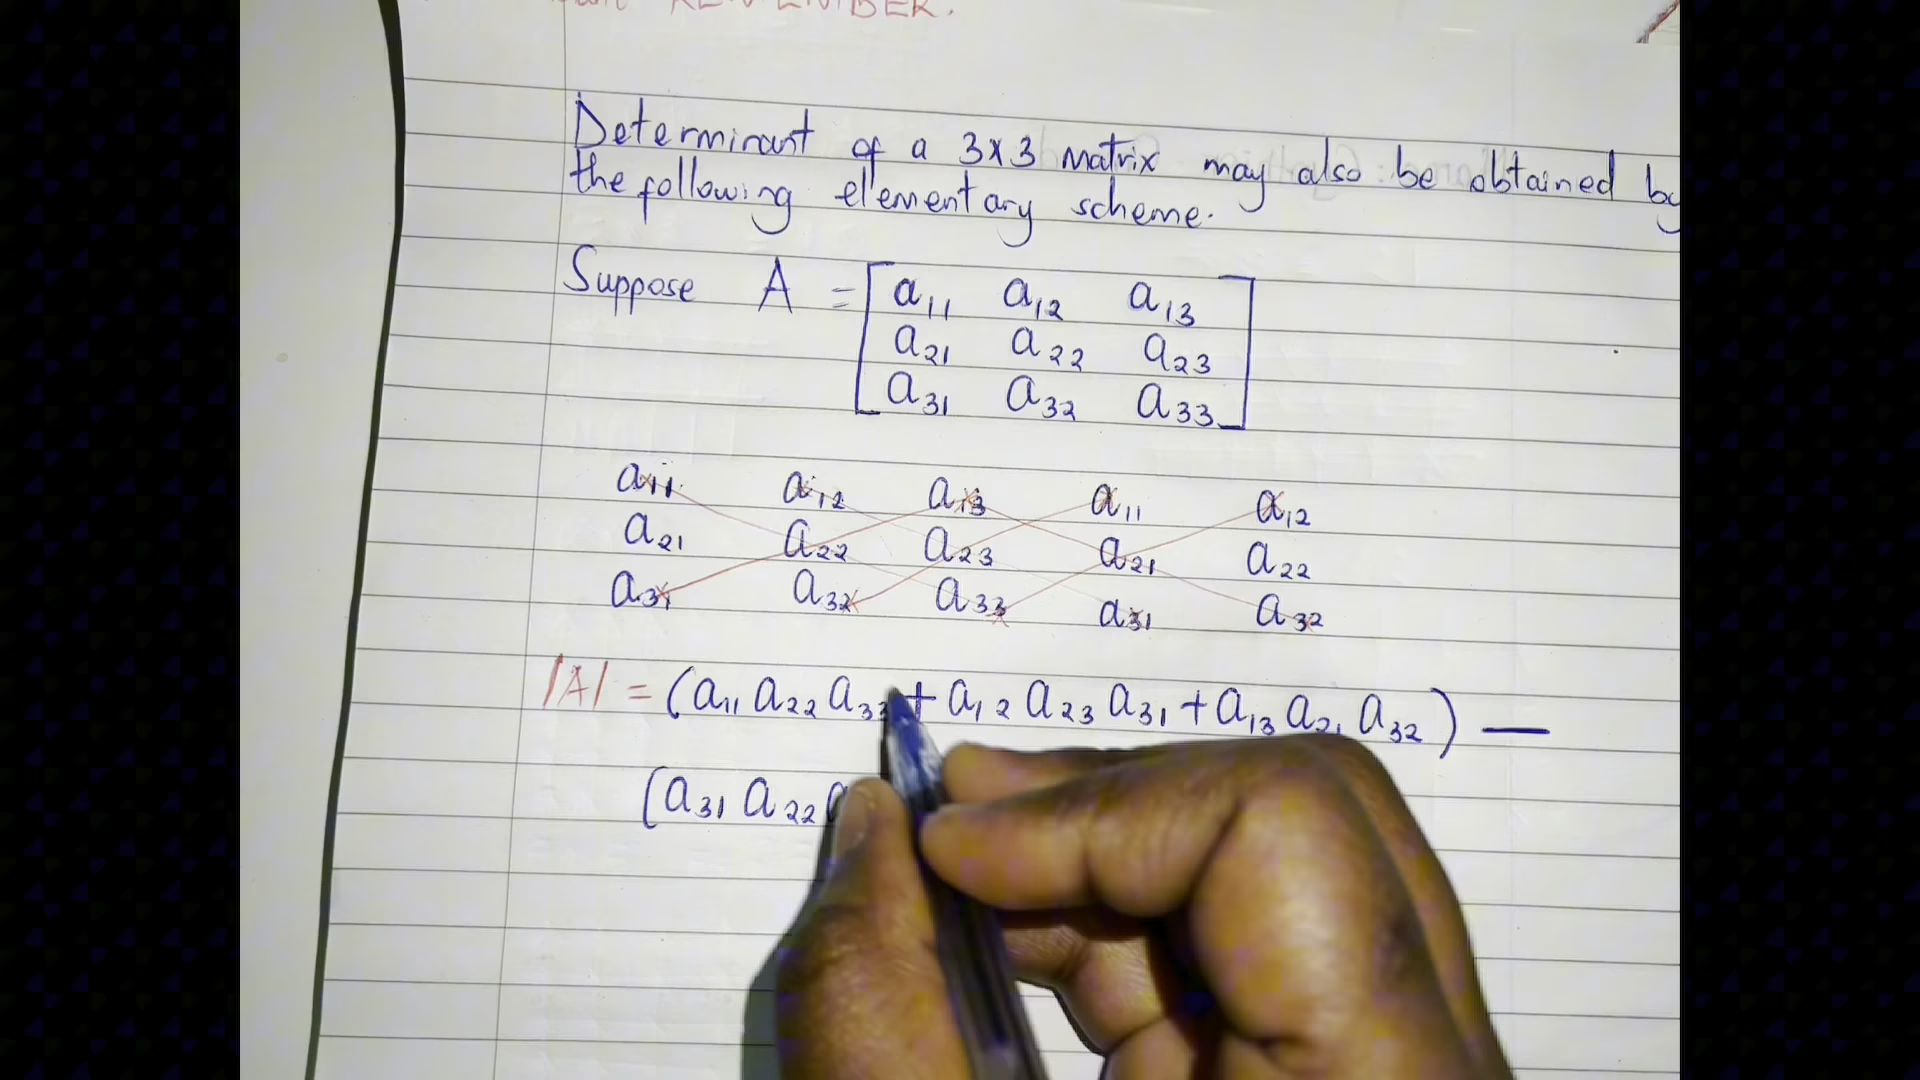 REMEMBER.
Determinant of a 3x3 Matrix may also be obtained by
the following elementary scheme.
Suppose A = [a11 a12 a13
a21 a22 a23
a31 a32 a33]
a11 a12 a13 a11 a12
a21 a22 a23 a21 a22
a31 a32 a33 a31 a32
|A| = (a11 a22 a33 + a12 a23 a31 + a13 a21 a32) —
(a31 a22